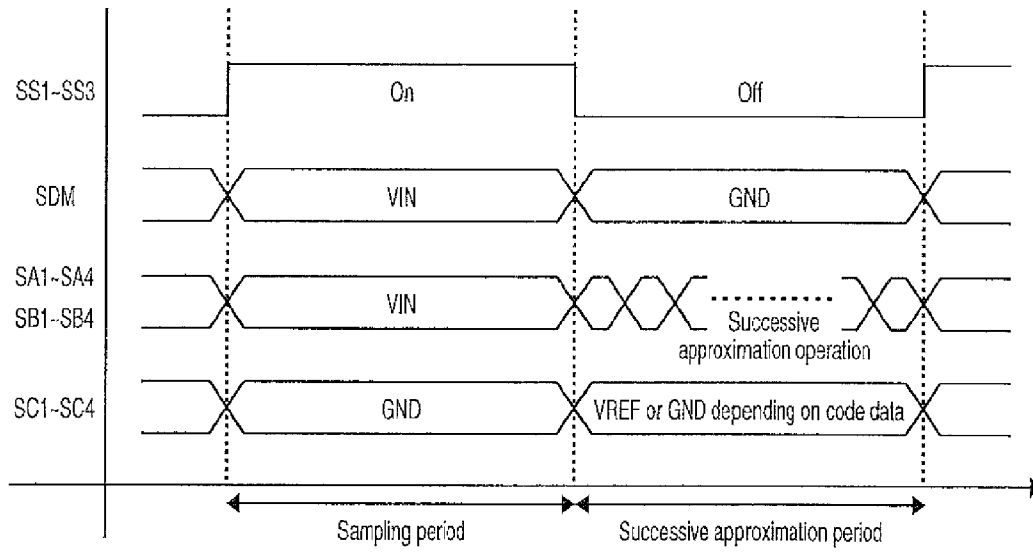 SS1~SS3
On
Off
SDM
VIN
GND
SA1~SA4
SB1~SB4
VIN
Successive
approximation operation
SC1~SC4
GND
VREF or GND depending on code data
Sampling period
Successive approximation period